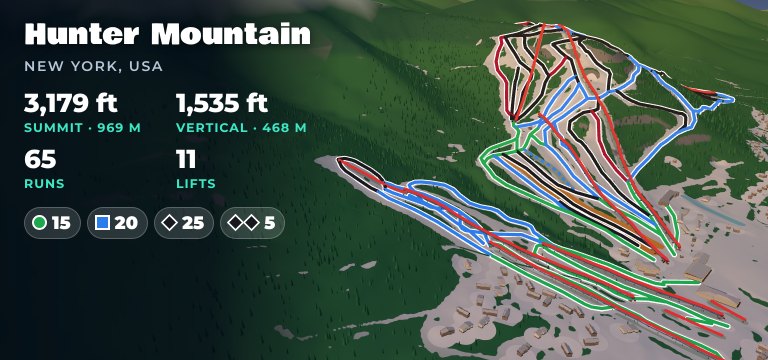 Hunter Mountain
NEW YORK, USA
3,179 ft 1,535 ft
SUMMIT · 969 M VERTICAL · 468 M
65 11
RUNS LIFTS
15 20 25 5